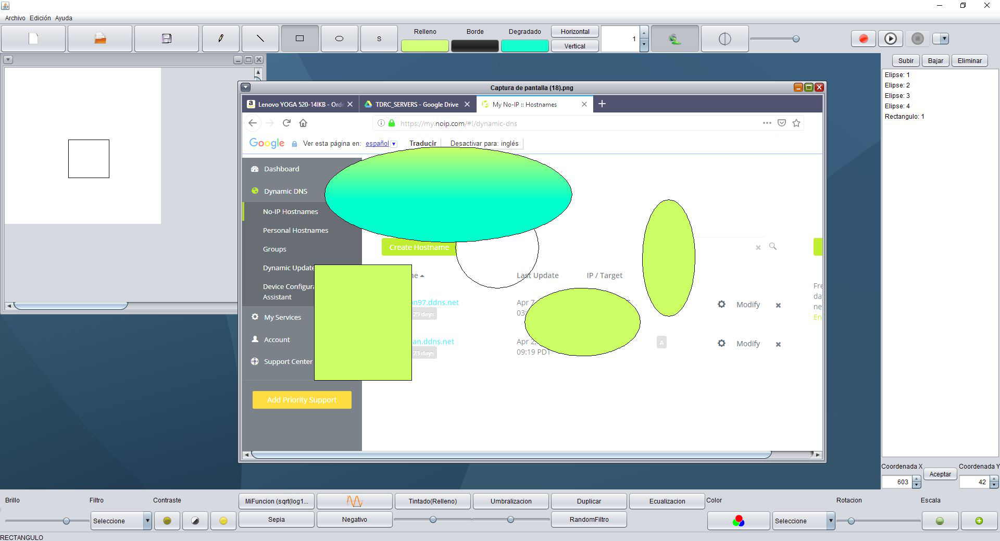 Archivo Edición Ayuda
S
Relleno Borde Degradado
Horizontal
Vertical
1
Subir Bajar Eliminar
Elipse: 1
Elipse: 2
Elipse: 3
Elipse: 4
Rectangulo: 1
Captura de pantalla (18).png
Lenovo YOGA 520-14IKB - Ord TDRC_SERVERS - Google Drive My No-IP :: Hostnames
https://my.noip.com/#!/dynamic-dns
Google Ver esta página en: español Traducir Desactivar para: inglés
Dashboard
Dynamic DNS
No-IP Hostnames
Personal Hostnames
Groups
Dynamic Update
Device Configura
Assistant
My Services
Account
Support Center
Add Priority Support
Create Hostname
ne Last Update IP / Target
on97.ddns.net Apr 7, Modify
29 days 03:
an.ddns.net Apr 2, A Modify
23 days 09:19 PDT
Fre
day
ne
En
Coordenada X Aceptar Coordenada Y
603 42
Brillo Filtro Contraste
Seleccione
MiFuncion (sqrt(log1... Tintado(Relleno) Umbralizacion Duplicar Ecualizacion
Sepia Negativo RandomFiltro
Color Rotacion Escala
Seleccione
RECTANGULO